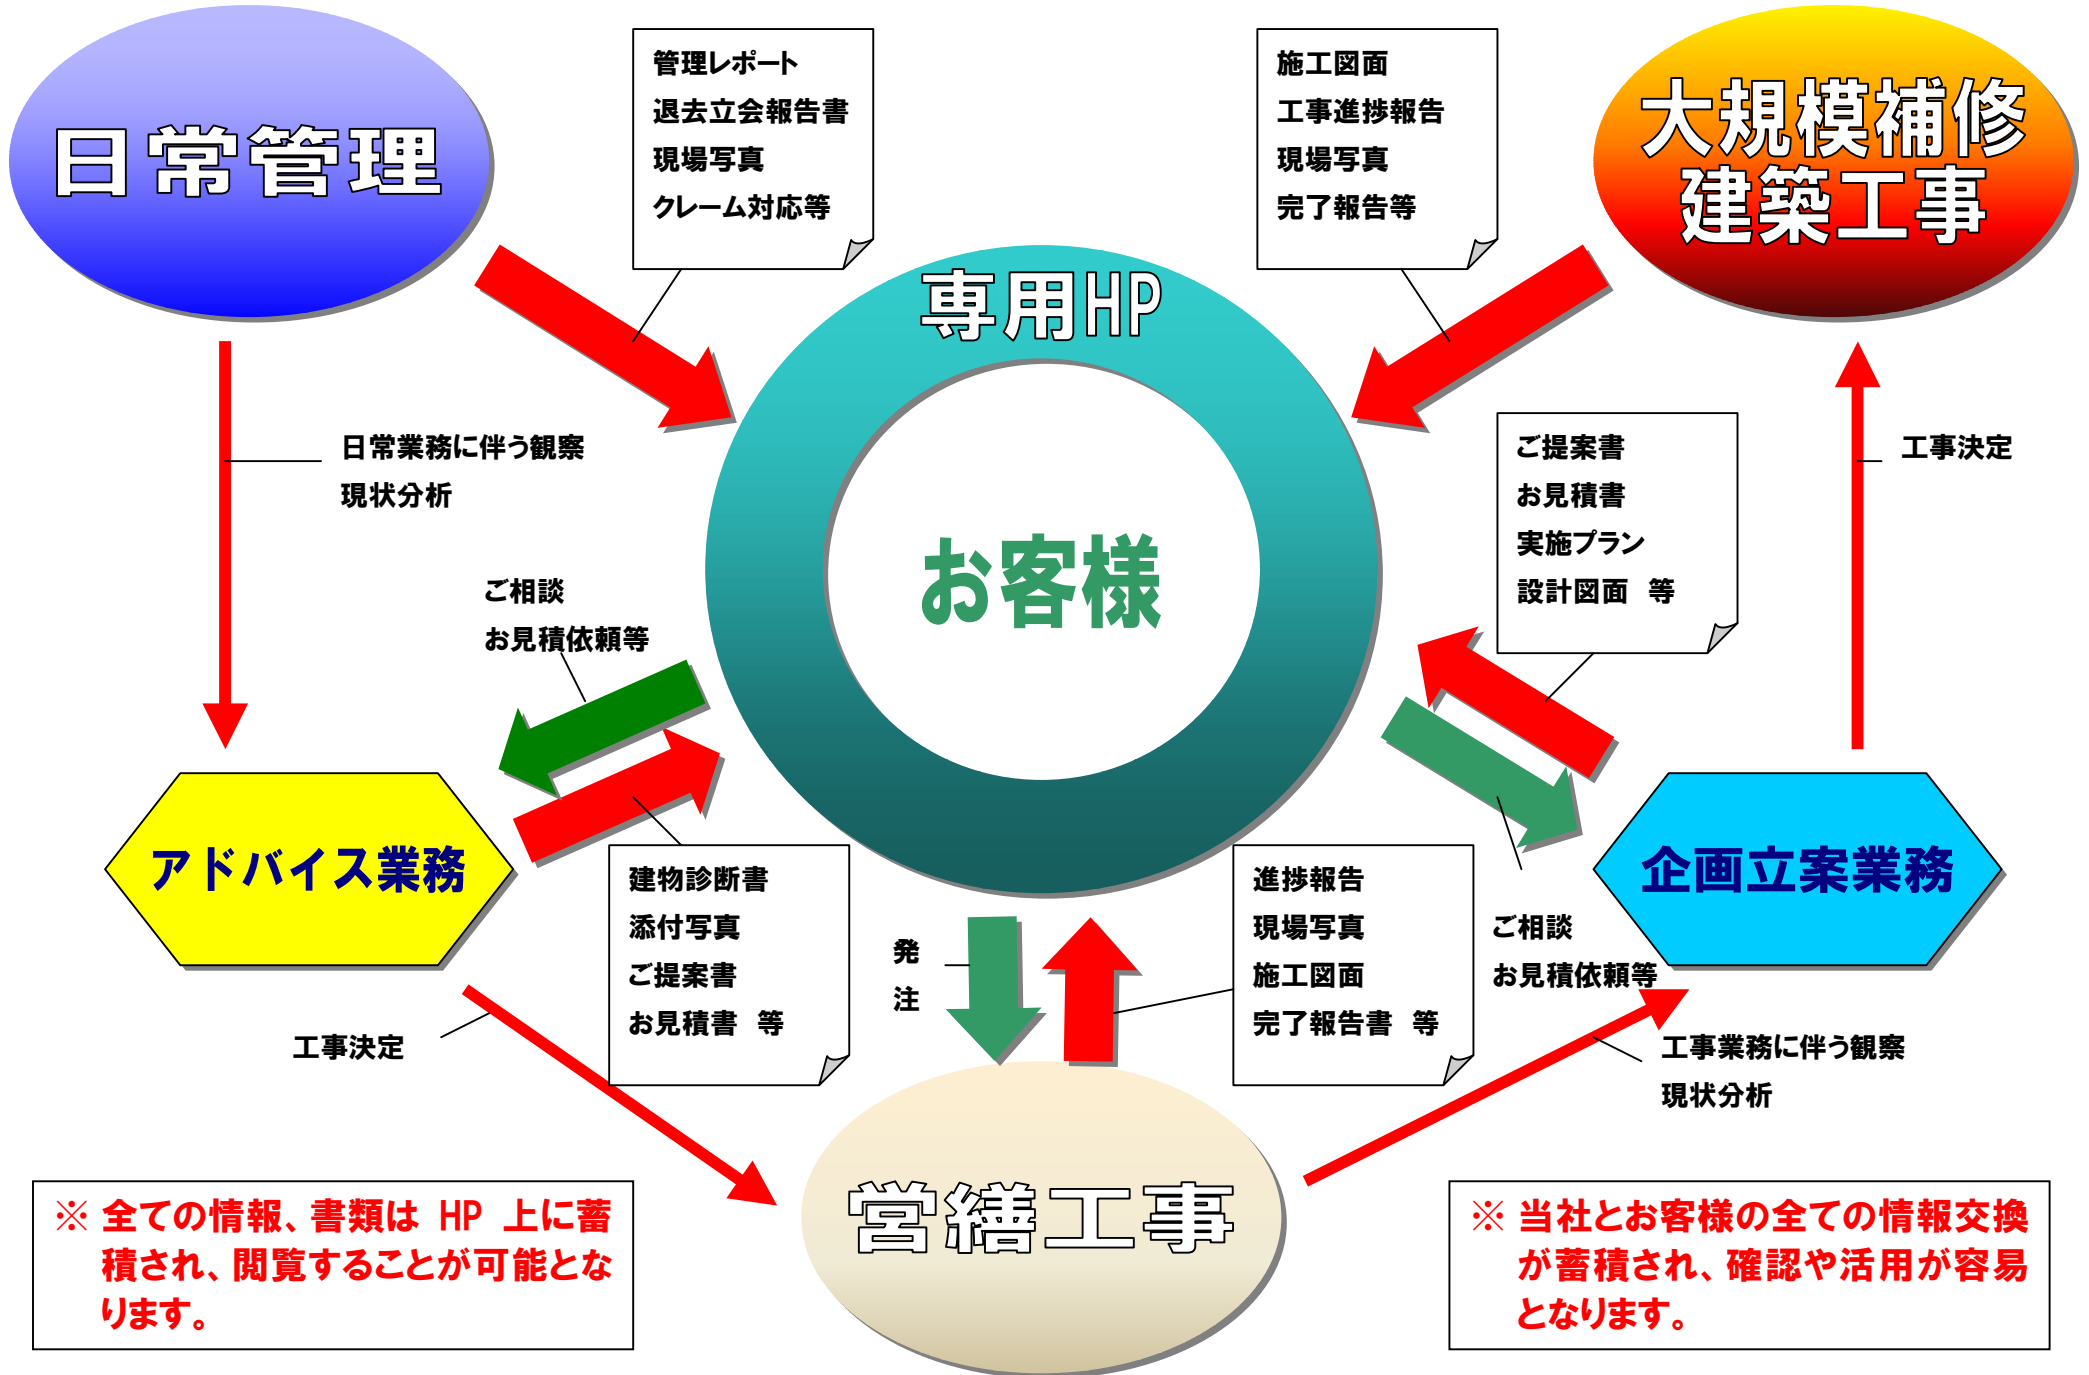 日常管理
管理レポート
退去立会報告書
現場写真
クレーム対応等
施工図面
工事進捗報告
現場写真
完了報告等
大規模補修
建築工事
専用HP
お客様
日常業務に伴う観察
現状分析
ご相談
お見積依頼等
ご提案書
お見積書
実施プラン
設計図面　等
工事決定
アドバイス業務
企画立案業務
建物診断書
添付写真
ご提案書
お見積書　等
発
注
進捗報告
現場写真
施工図面
完了報告書　等
ご相談
お見積依頼等
工事決定
工事業務に伴う観察
現状分析
営繕工事
※ 全ての情報、書類は HP 上に蓄
積され、閲覧することが可能とな
ります。
※ 当社とお客様の全ての情報交換
が蓄積され、確認や活用が容易
となります。